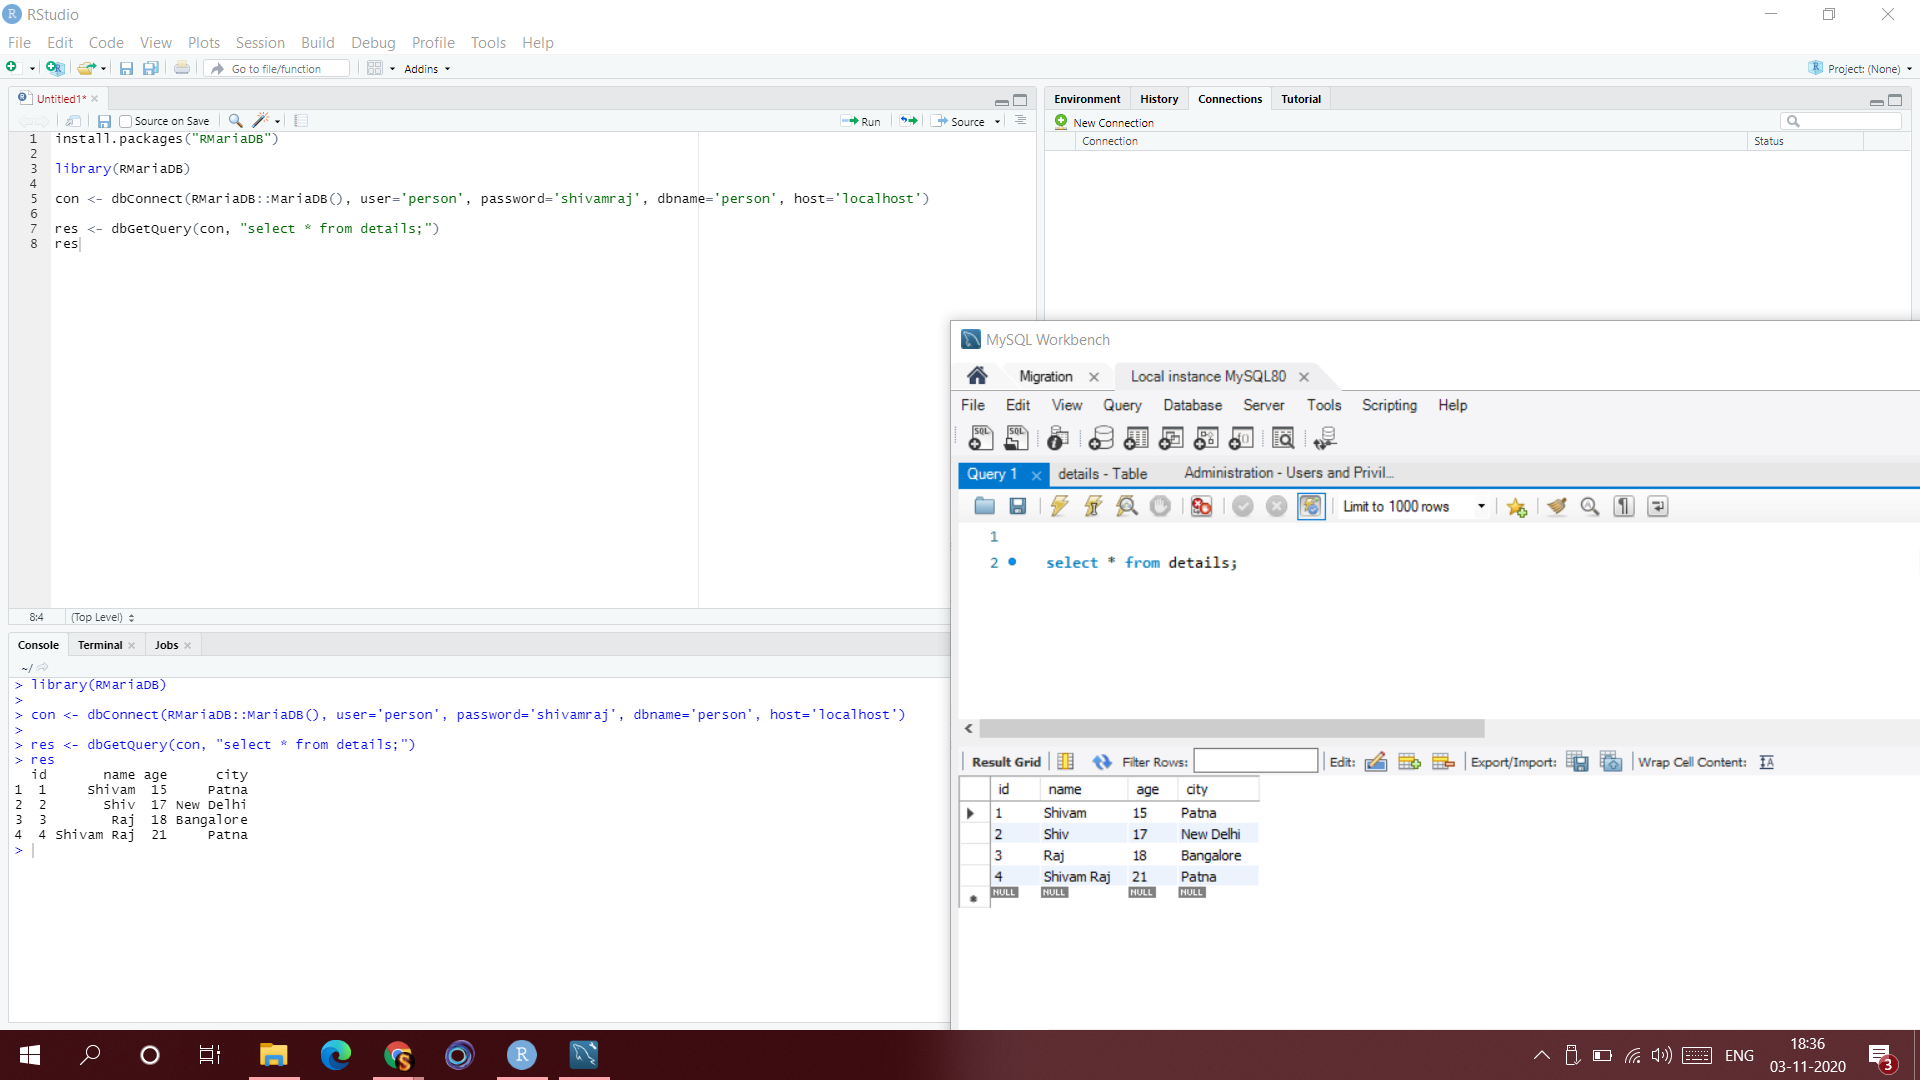 RStudio
File Edit Code View Plots Session Build Debug Profile Tools Help
Go to file/function Addins Project: (None)
Untitled1*
Source on Save Run Source
1 install.packages("RMariaDB")
2
3 library(RMariaDB)
4
5 con <- dbConnect(RMariaDB::MariaDB(), user='person', password='shivamraj', dbname='person', host='localhost')
6
7 res <- dbGetQuery(con, "select * from details;")
8 res
8:4 (Top Level)
Console Terminal Jobs
~/
> library(RMariaDB)
>
> con <- dbConnect(RMariaDB::MariaDB(), user='person', password='shivamraj', dbname='person', host='localhost')
>
> res <- dbGetQuery(con, "select * from details;")
> res
id name age city
1 1 Shivam 15 Patna
2 2 Shiv 17 New Delhi
3 3 Raj 18 Bangalore
4 4 Shivam Raj 21 Patna
>
Environment History Connections Tutorial
New Connection
Connection Status
MySQL Workbench
Migration Local instance MySQL80
File Edit View Query Database Server Tools Scripting Help
Query 1 details - Table Administration - Users and Privil...
Limit to 1000 rows
1
2 select * from details;
Result Grid Filter Rows: Edit: Export/Import: Wrap Cell Content:
id name age city
1 Shivam 15 Patna
2 Shiv 17 New Delhi
3 Raj 18 Bangalore
4 Shivam Raj 21 Patna
NULL NULL NULL NULL
ENG
18:36
03-11-2020
3